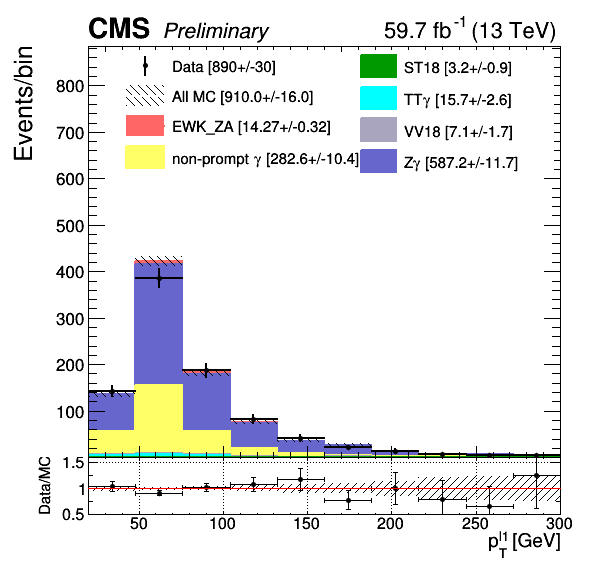 CMS Preliminary 59.7 fb⁻¹ (13 TeV)
Events/bin
Data [890+/-30]
All MC [910.0+/-16.0]
EWK_ZA [14.27+/-0.32]
non-prompt γ [282.6+/-10.4]
ST18 [3.2+/-0.9]
TTγ [15.7+/-2.6]
VV18 [7.1+/-1.7]
Zγ [587.2+/-11.7]
800
700
600
500
400
300
200
100
Data/MC
1.5
1
0.5
50 100 150 200 250 300
p_T^l1 [GeV]